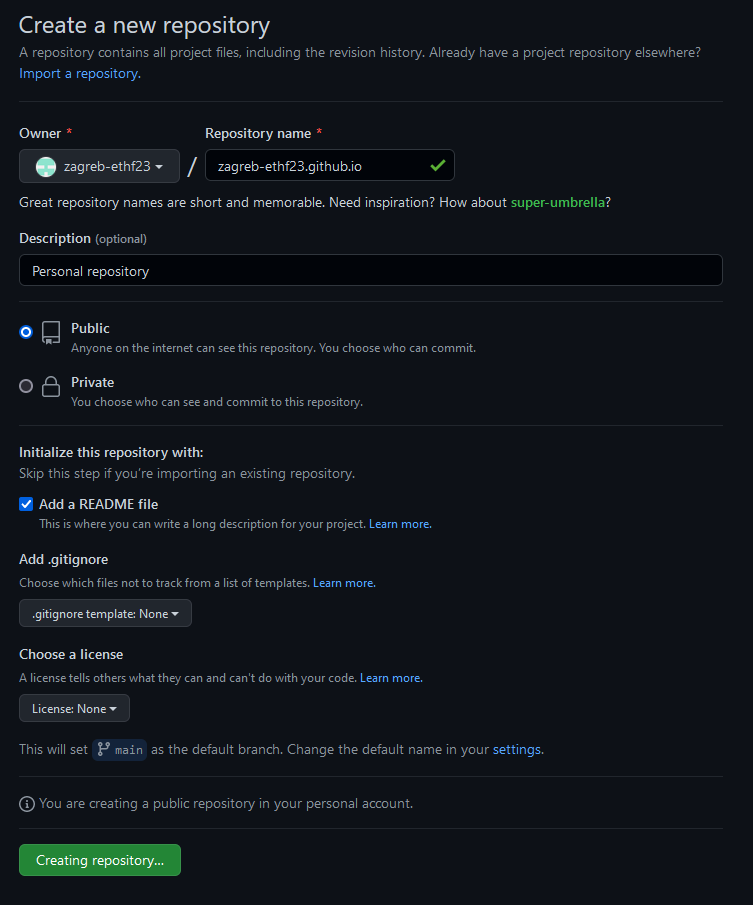 Create a new repository
A repository contains all project files, including the revision history. Already have a project repository elsewhere?
Import a repository.
Owner *
Repository name *
zagreb-ethf23
/
zagreb-ethf23.github.io
Great repository names are short and memorable. Need inspiration? How about super-umbrella?
Description (optional)
Personal repository
Public
Anyone on the internet can see this repository. You choose who can commit.
Private
You choose who can see and commit to this repository.
Initialize this repository with:
Skip this step if you're importing an existing repository.
Add a README file
This is where you can write a long description for your project. Learn more.
Add .gitignore
Choose which files not to track from a list of templates. Learn more.
.gitignore template: None
Choose a license
A license tells others what they can and can't do with your code. Learn more.
License: None
This will set main as the default branch. Change the default name in your settings.
You are creating a public repository in your personal account.
Creating repository...